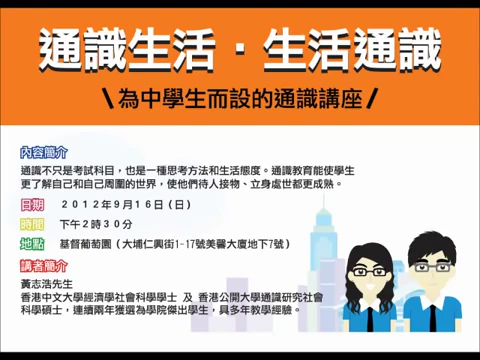 通識生活．生活通識
\為中學生而設的通識講座/
內容簡介
通識不只是考試科目，也是一種思考方法和生活態度。通識教育能使學生
更了解自己和自己周圍的世界，使他們待人接物、立身處世都更成熟。
日期 2012年9月16日(日)
時間 下午2時30分
地點 基督葡萄園（大埔仁興街1-17號美馨大廈地下7號）
講者簡介
黃志浩先生
香港中文大學經濟學社會科學學士 及 香港公開大學通識研究社會
科學碩士，連續兩年獲選為學院傑出學生，具多年教學經驗。